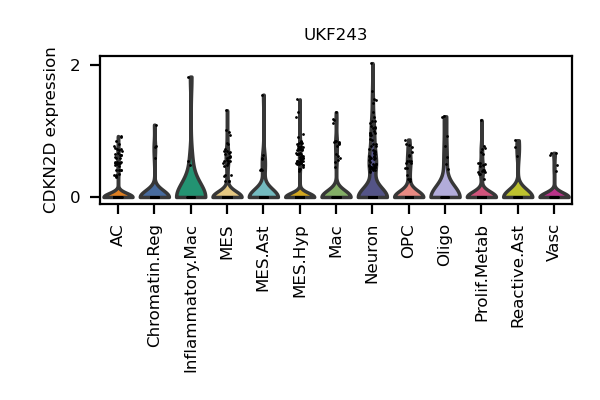 UKF243
CDKN2D expression
2
0
AC
Chromatin.Reg
Inflammatory.Mac
MES
MES.Ast
MES.Hyp
Mac
Neuron
OPC
Oligo
Prolif.Metab
Reactive.Ast
Vasc